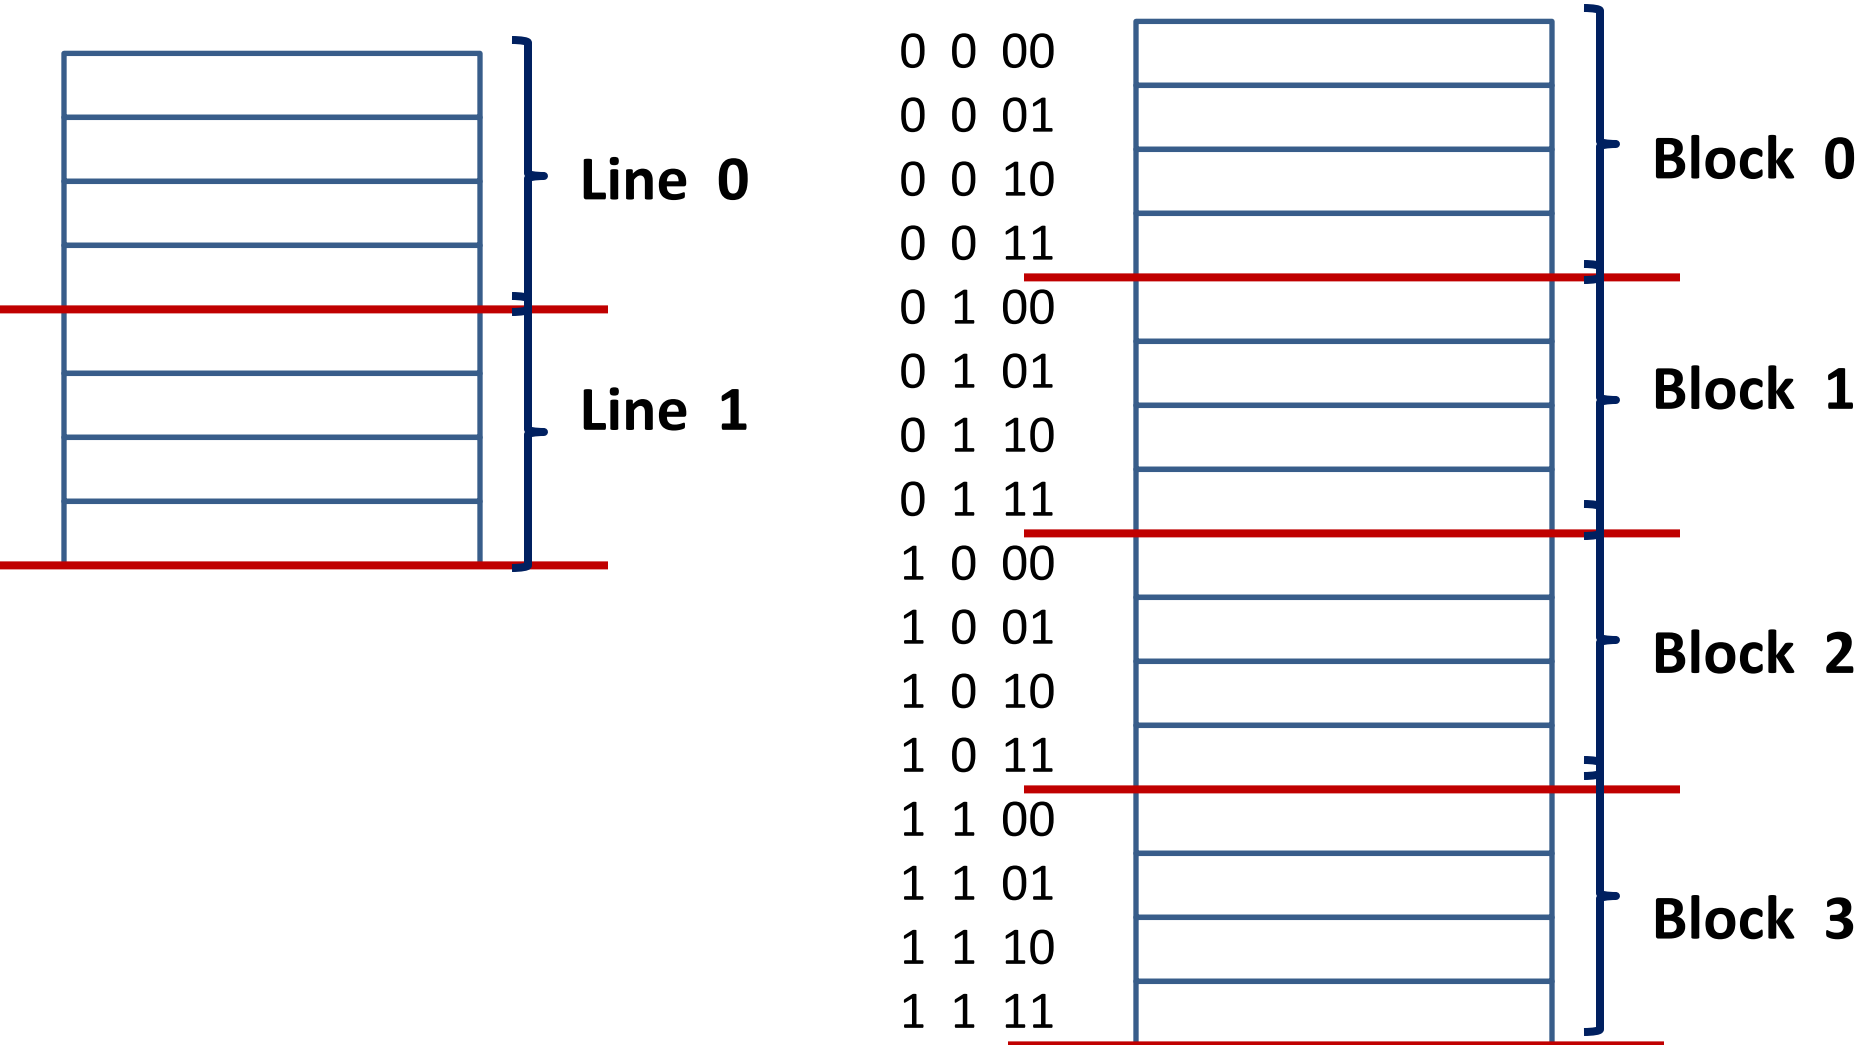 Line 0
Line 1
0 0 00
0 0 01
0 0 10
0 0 11
0 1 00
0 1 01
0 1 10
0 1 11
1 0 00
1 0 01
1 0 10
1 0 11
1 1 00
1 1 01
1 1 10
1 1 11
Block 0
Block 1
Block 2
Block 3